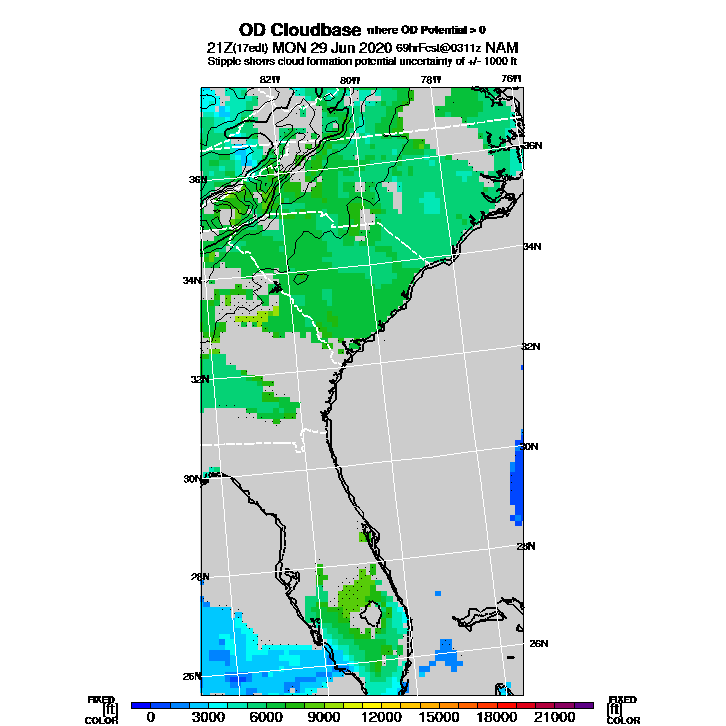 OD Cloudbase where OD Potential > 0
21Z(17edt) MON 29 Jun 2020 69hrFcst@0311z NAM
Stipple shows cloud formation potential uncertainty of +/- 1000 ft
82W 80W 78W 76W
36N 36N
34N 34N
32N 32N
30N 30N
28N 28N
26N 26N
FIXED FIXED
[ft] [ft]
COLOR COLOR
0 3000 6000 9000 12000 15000 18000 21000